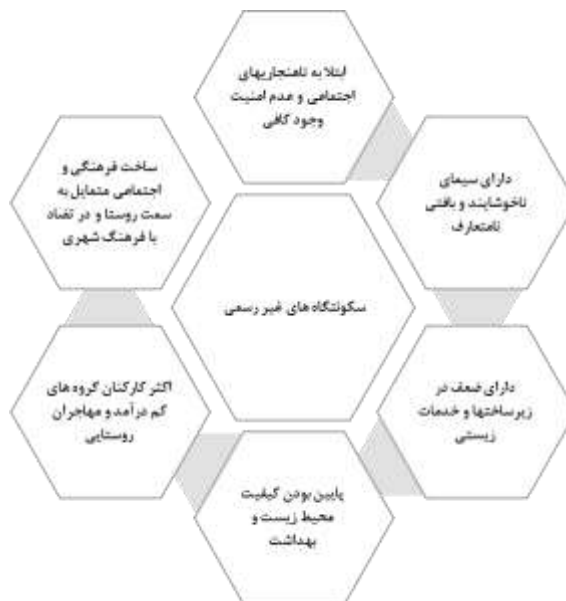 ابتلا به ناهنجاریهای
اجتماعی و عدم امنیت
وجود کافی
دارای سیمای
ناخوشایند و بافتی
نامتعارف
دارای ضعف در
زیرساختها و خدمات
زیستی
پایین بودن کیفیت
محیط زیست و
بهداشت
اکثر کارکنان گروه های
کم درآمد و مهاجران
روستایی
ساخت فرهنگی و
اجتماعی متمایل به
سمت روستا و در تضاد
با فرهنگ شهری
سکونتگاه های غیر رسمی